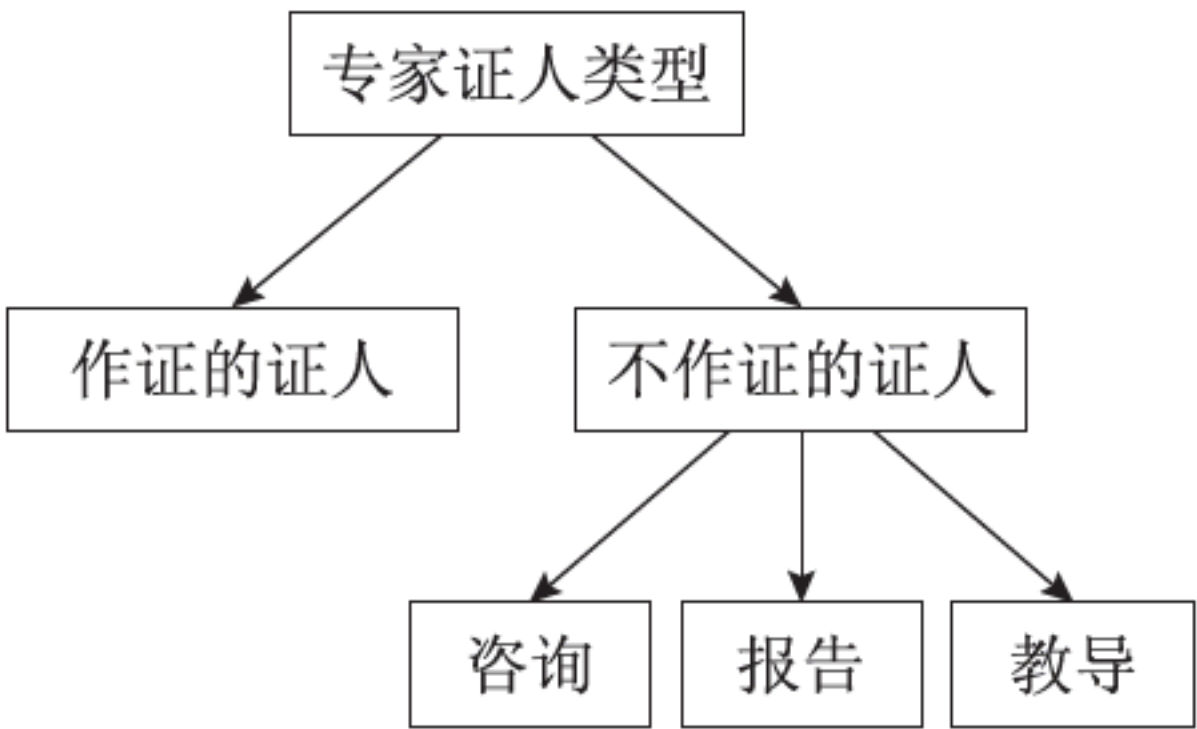 专家证人类型
作证的证人
不作证的证人
咨询
报告
教导